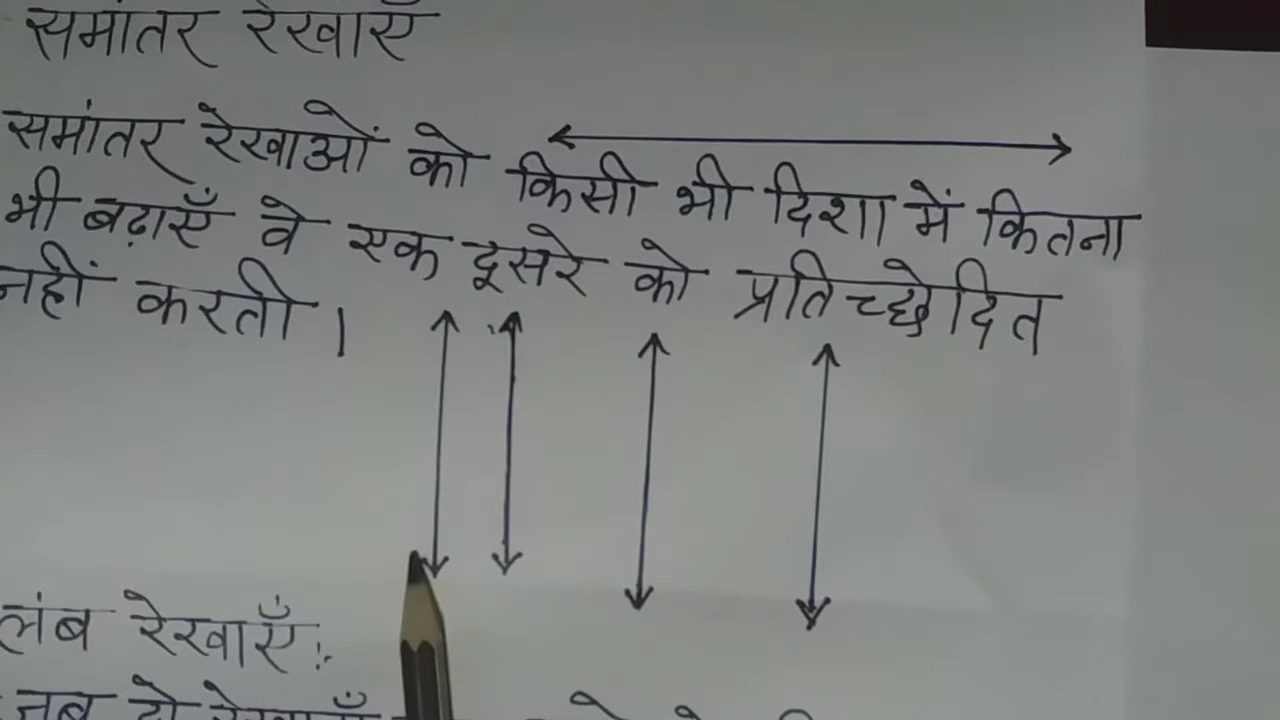 समांतर रेखाएँ
समांतर रेखाओं को किसी भी दिशा में कितना
भी बढ़ाएँ वे एक दूसरे को प्रतिच्छेदित
नहीं करती।
लंब रेखाएँ:
जब दो रेखाएँ